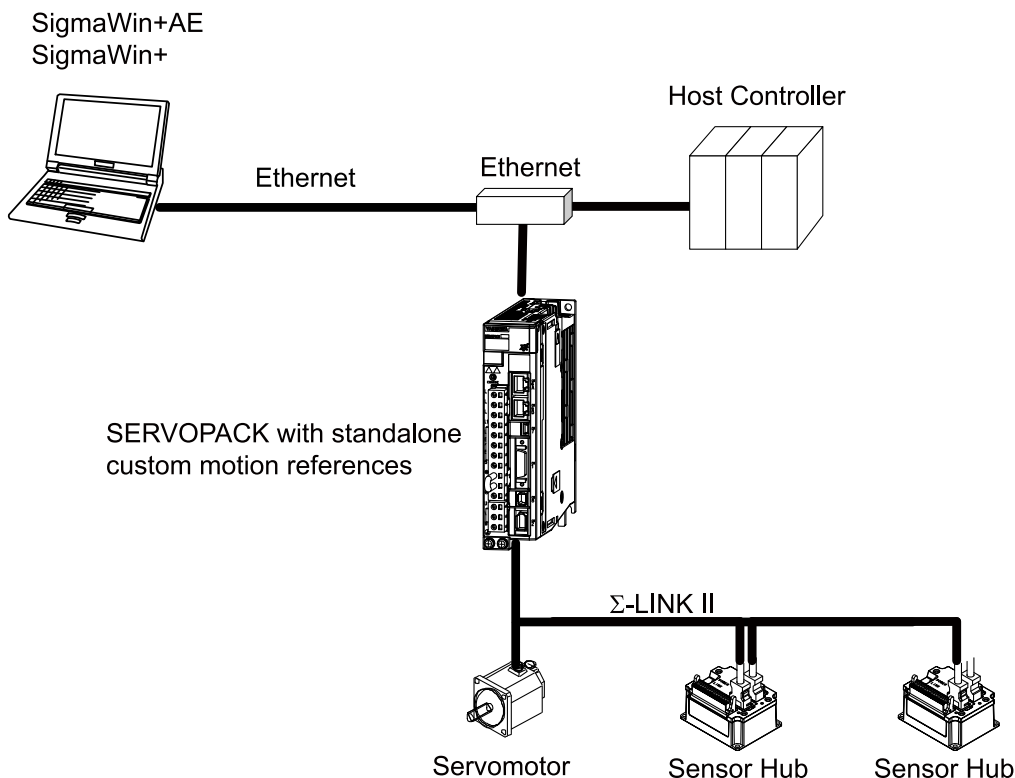 SigmaWin+AE
SigmaWin+
Host Controller
Ethernet
Ethernet
SERVOPACK with standalone
custom motion references
Σ-LINK II
Servomotor
Sensor Hub
Sensor Hub